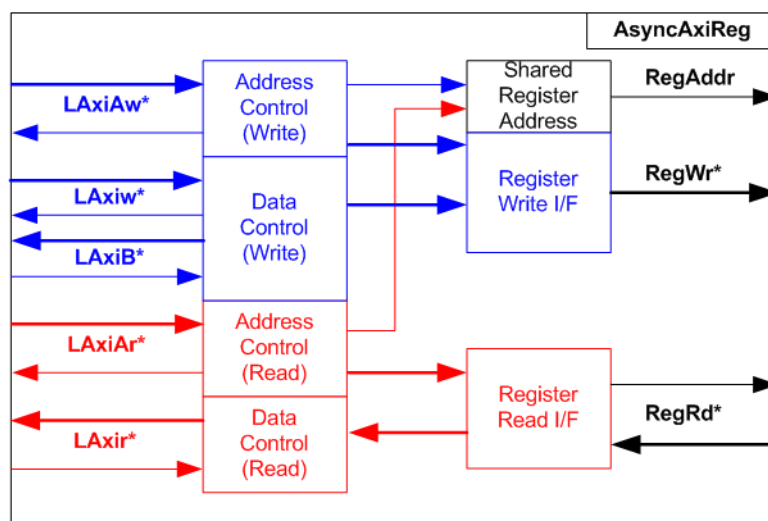 AsyncAxiReg
LAxiAw*
Address
Control
(Write)
Shared
Register
Address
RegAddr
LAxiw*
LAxiB*
Data
Control
(Write)
Register
Write I/F
RegWr*
LAxiAr*
Address
Control
(Read)
LAxir*
Data
Control
(Read)
Register
Read I/F
RegRd*